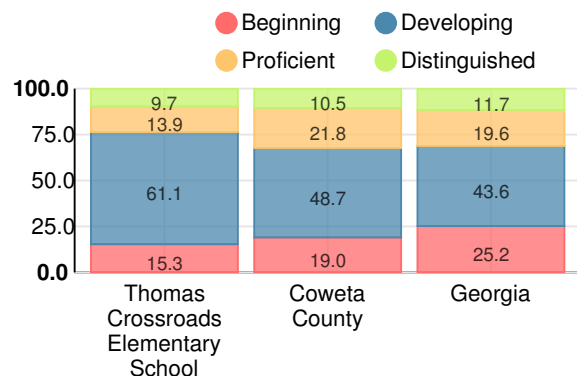 Beginning
Developing
Proficient
Distinguished
100.0
75.0
50.0
25.0
0.0
9.7
13.9
61.1
15.3
10.5
21.8
48.7
19.0
11.7
19.6
43.6
25.2
Thomas
Crossroads
Elementary
School
Coweta
County
Georgia